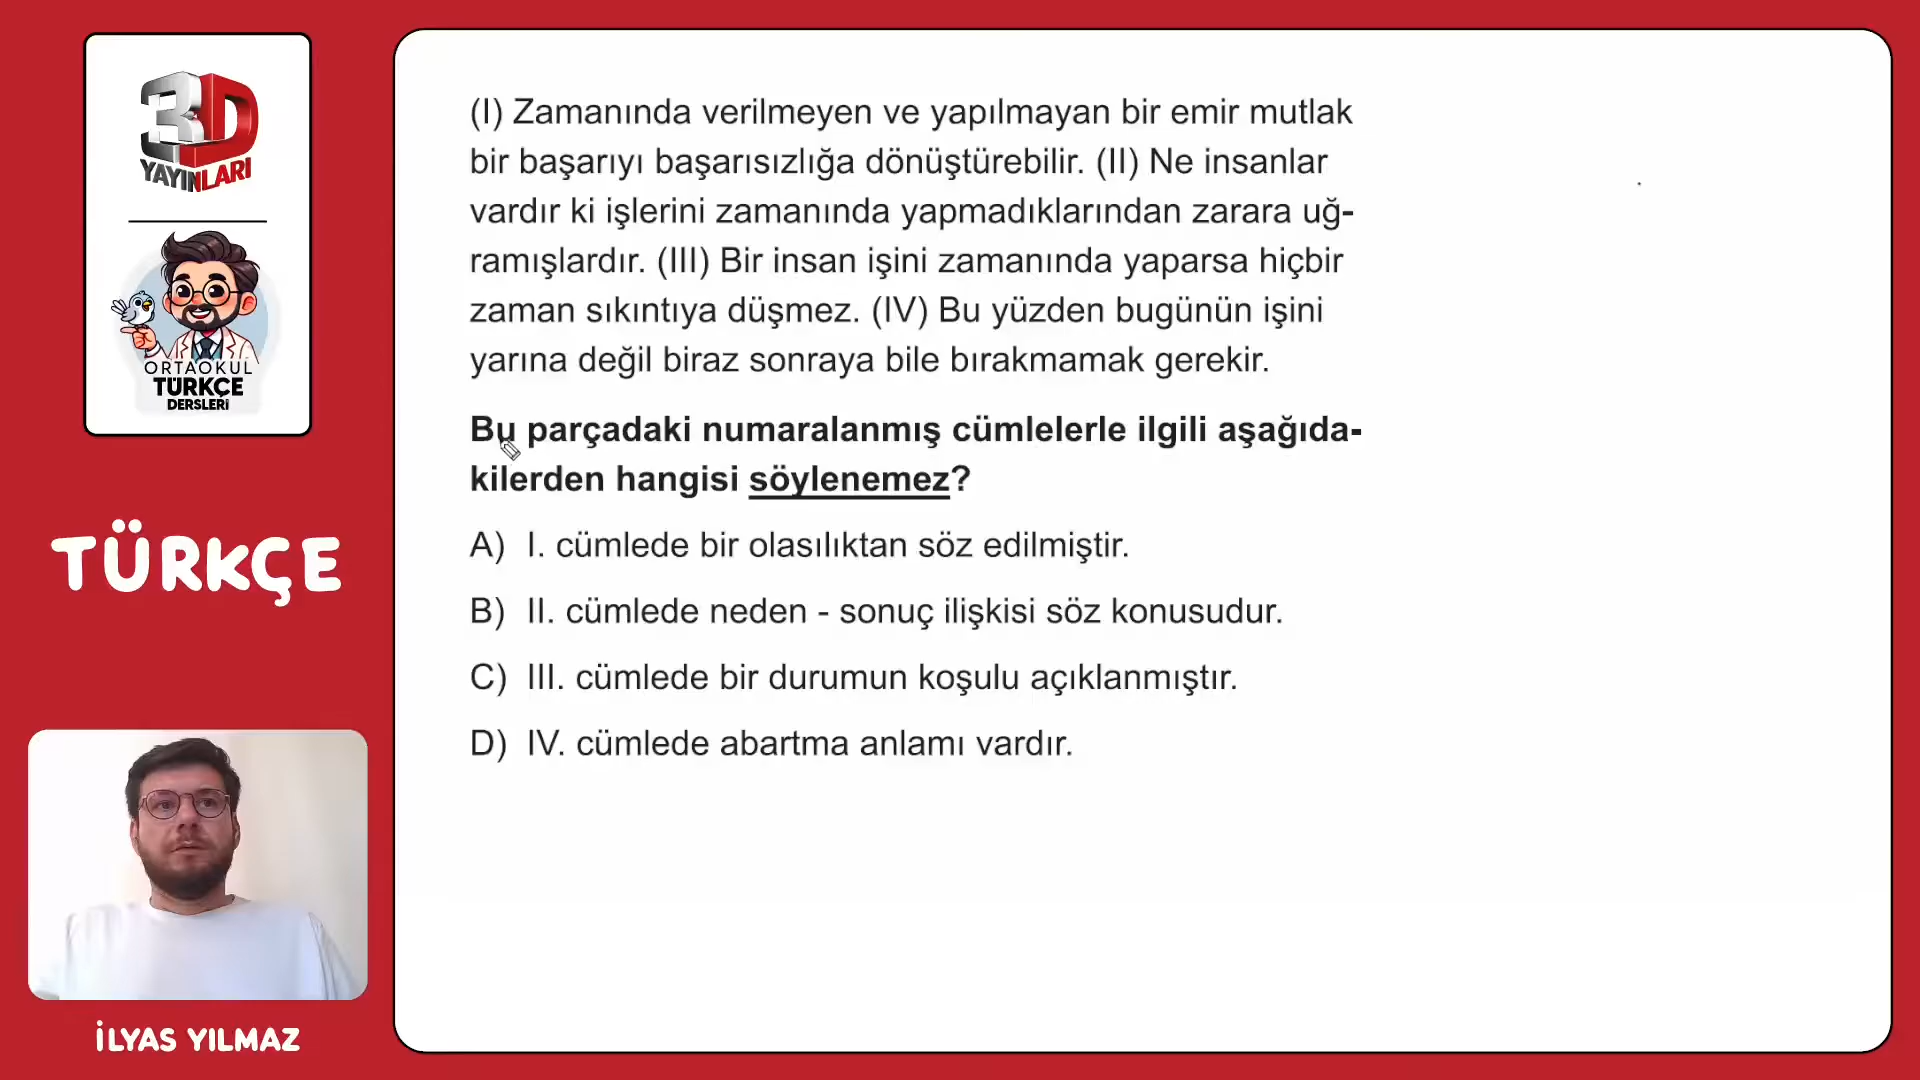 3D
YAYINLARI
ORTAOKUL
TÜRKÇE
DERSLERİ
TÜRKÇE
İLYAS YILMAZ
(I) Zamanında verilmeyen ve yapılmayan bir emir mutlak
bir başarıyı başarısızlığa dönüştürebilir. (II) Ne insanlar
vardır ki işlerini zamanında yapmadıklarından zarara uğ-
ramışlardır. (III) Bir insan işini zamanında yaparsa hiçbir
zaman sıkıntıya düşmez. (IV) Bu yüzden bugünün işini
yarına değil biraz sonraya bile bırakmamak gerekir.
Bu parçadaki numaralanmış cümlelerle ilgili aşağıda-
kilerden hangisi söylenemez?
A) I. cümlede bir olasılıktan söz edilmiştir.
B) II. cümlede neden - sonuç ilişkisi söz konusudur.
C) III. cümlede bir durumun koşulu açıklanmıştır.
D) IV. cümlede abartma anlamı vardır.